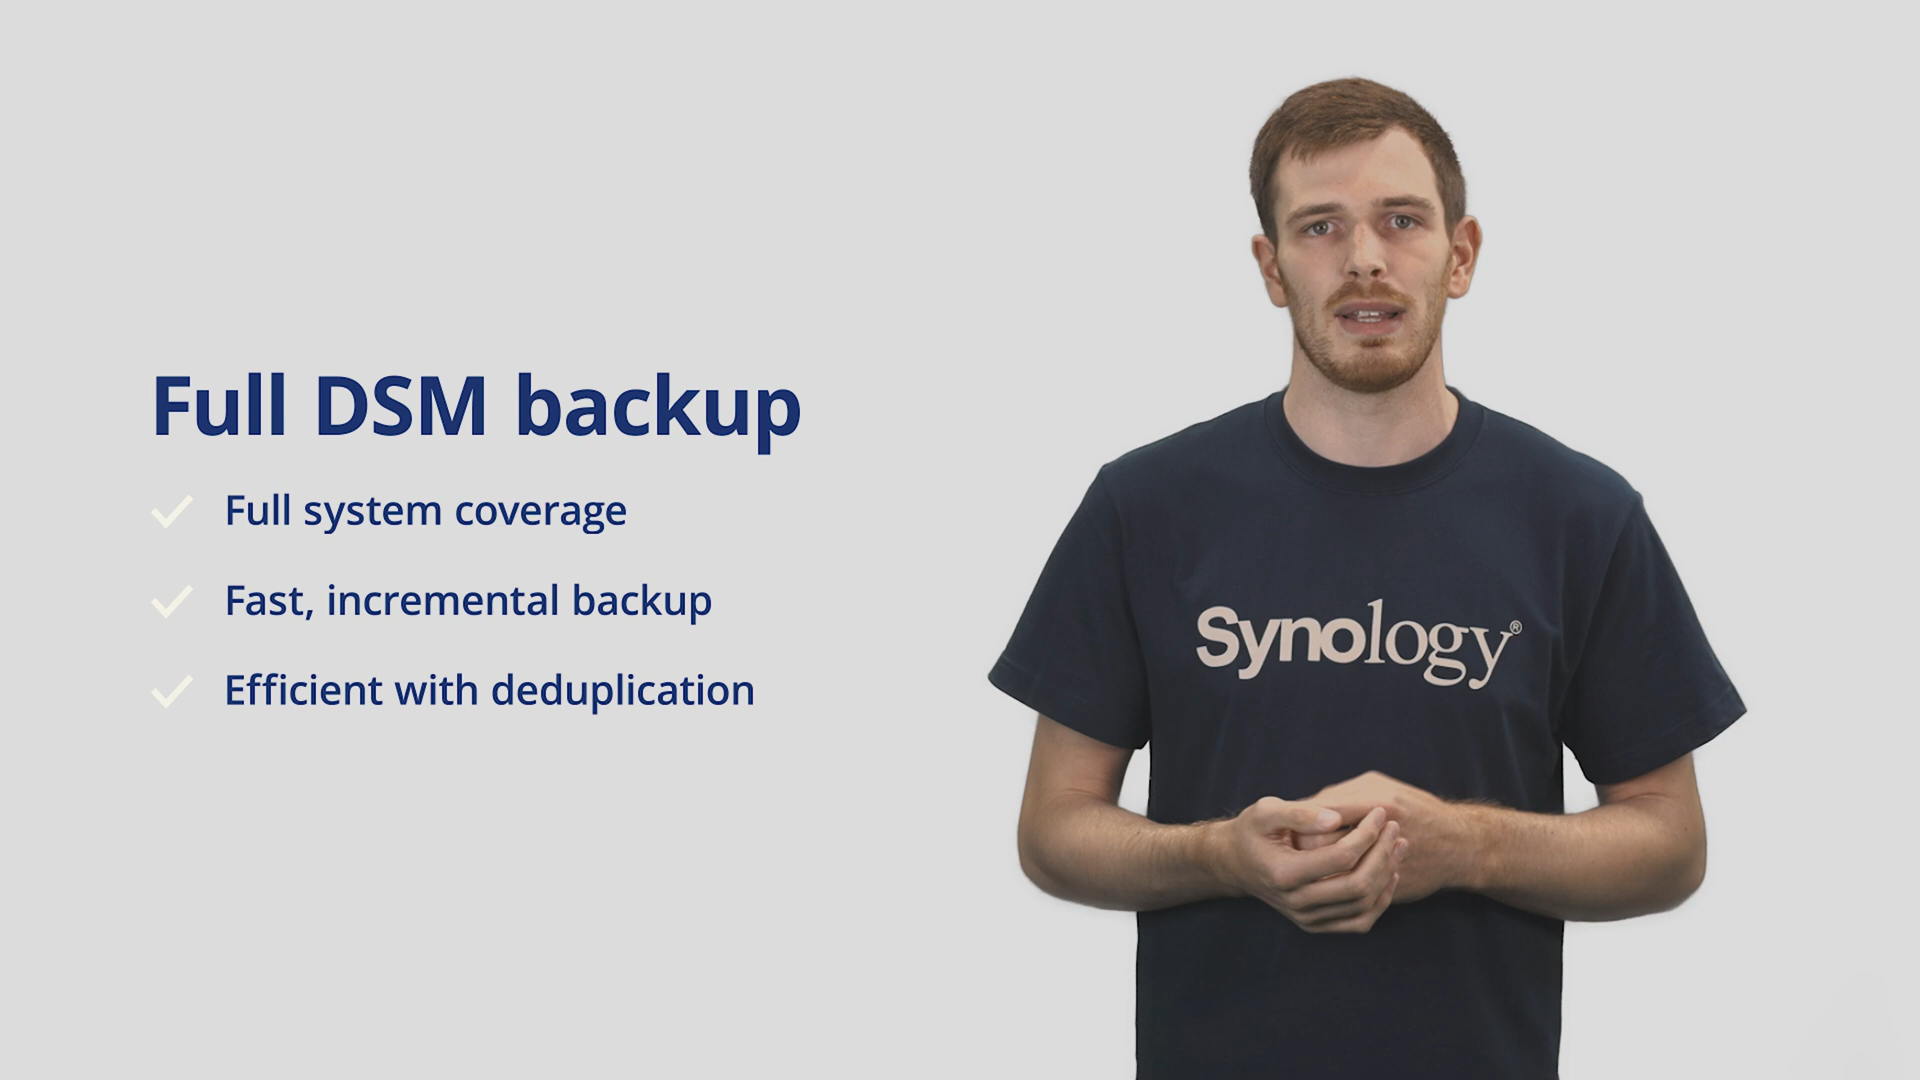 Full DSM backup
Full system coverage
Fast, incremental backup
Efficient with deduplication
Synology®